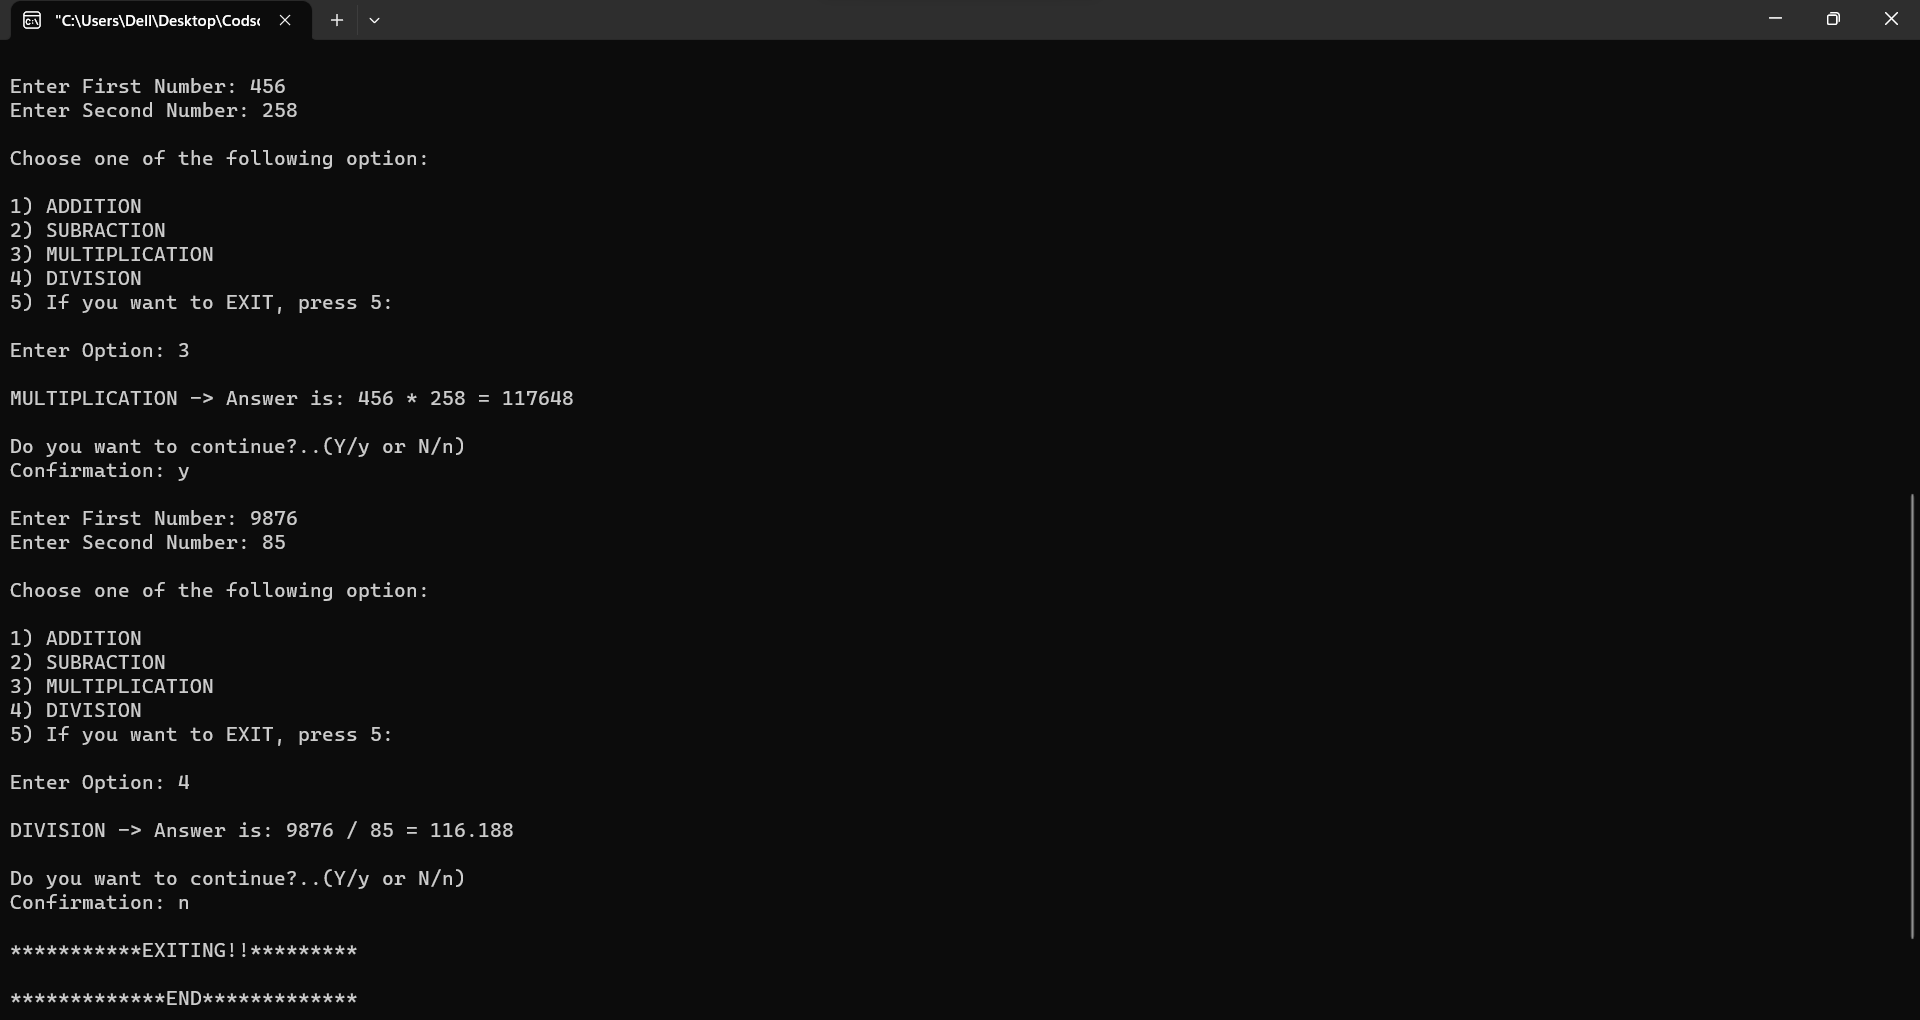 "C:\Users\Dell\Desktop\Codso
Enter First Number: 456
Enter Second Number: 258
Choose one of the following option:
1) ADDITION
2) SUBRACTION
3) MULTIPLICATION
4) DIVISION
5) If you want to EXIT, press 5:
Enter Option: 3
MULTIPLICATION -> Answer is: 456 * 258 = 117648
Do you want to continue?..(Y/y or N/n)
Confirmation: y
Enter First Number: 9876
Enter Second Number: 85
Choose one of the following option:
1) ADDITION
2) SUBRACTION
3) MULTIPLICATION
4) DIVISION
5) If you want to EXIT, press 5:
Enter Option: 4
DIVISION -> Answer is: 9876 / 85 = 116.188
Do you want to continue?..(Y/y or N/n)
Confirmation: n
***********EXITING!!*********
*************END*************